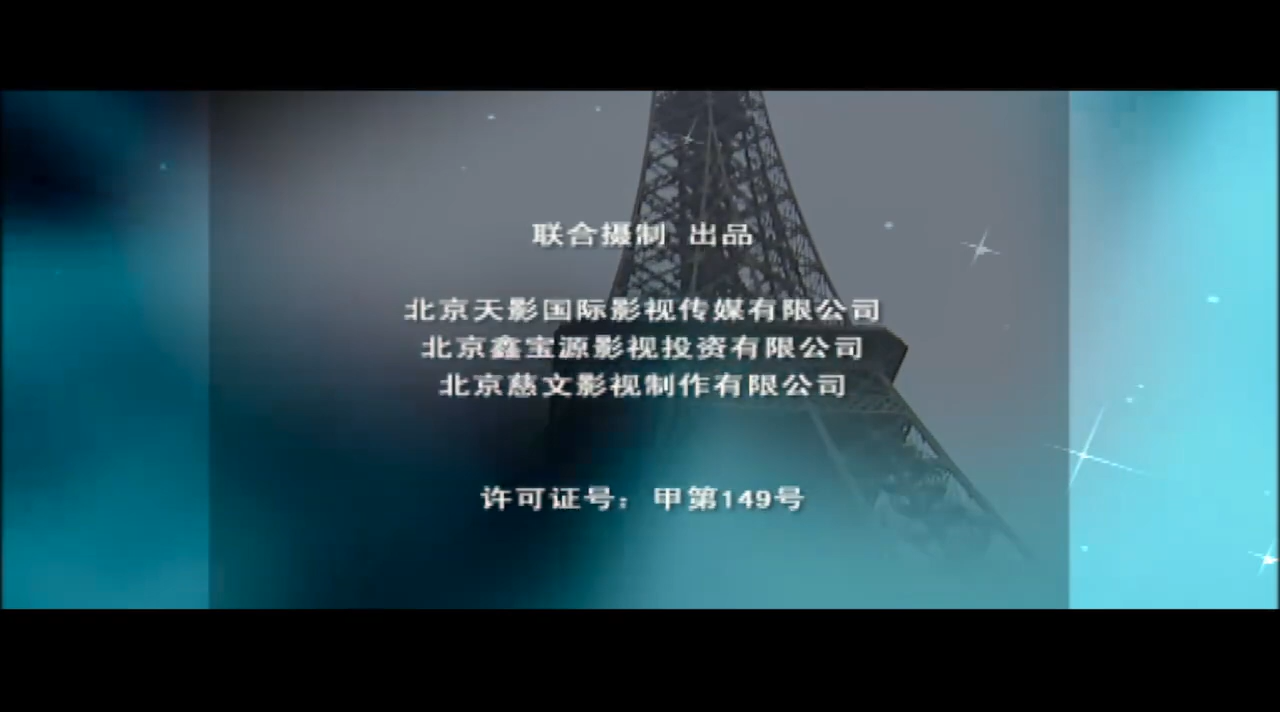 联合摄制 出品
北京天影国际影视传媒有限公司
北京鑫宝源影视投资有限公司
北京慈文影视制作有限公司
许可证号：甲第149号